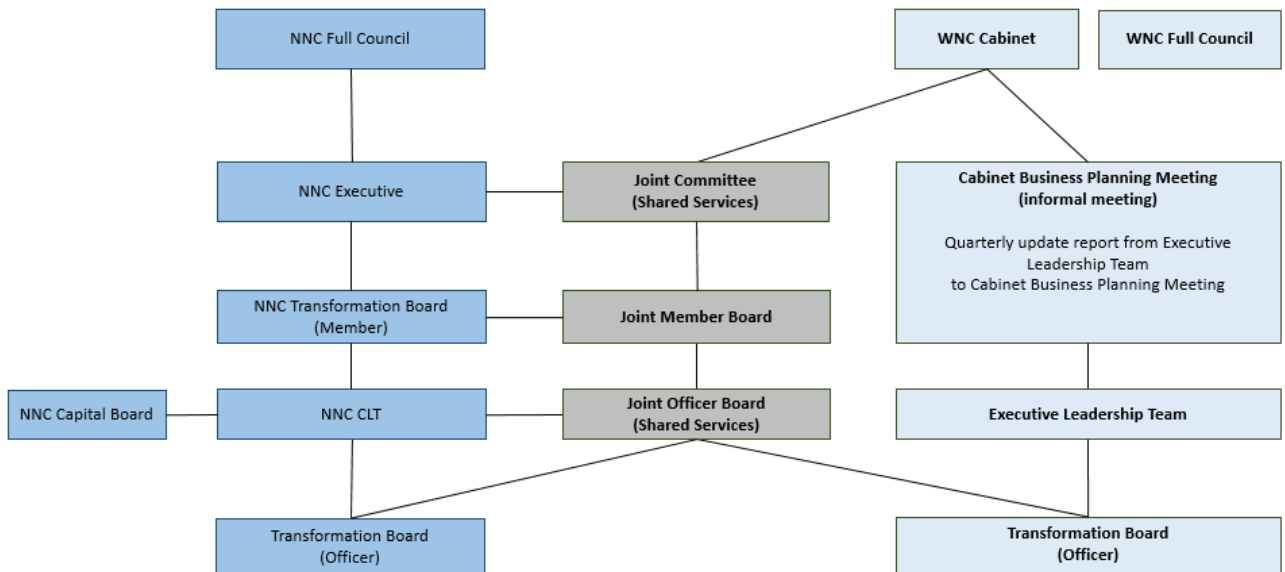 NNC Full Council
WNC Cabinet
WNC Full Council
NNC Executive
Joint Committee
(Shared Services)
Cabinet Business Planning Meeting
(informal meeting)
Quarterly update report from Executive
Leadership Team
to Cabinet Business Planning Meeting
NNC Transformation Board
(Member)
Joint Member Board
NNC Capital Board
NNC CLT
Joint Officer Board
(Shared Services)
Executive Leadership Team
Transformation Board
(Officer)
Transformation Board
(Officer)